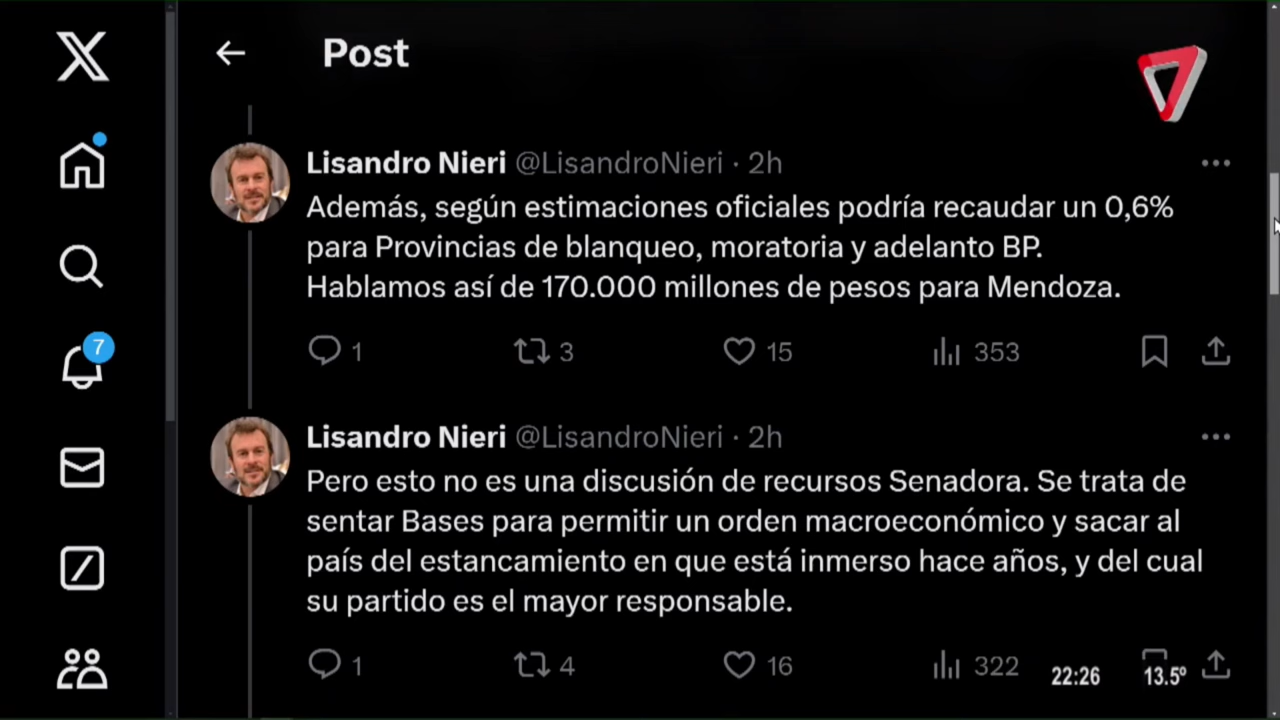 Post
Lisandro Nieri @LisandroNieri · 2h
Además, según estimaciones oficiales podría recaudar un 0,6%
para Provincias de blanqueo, moratoria y adelanto BP.
Hablamos así de 170.000 millones de pesos para Mendoza.
1 3 15 353
7
Lisandro Nieri @LisandroNieri · 2h
Pero esto no es una discusión de recursos Senadora. Se trata de
sentar Bases para permitir un orden macroeconómico y sacar al
país del estancamiento en que está inmerso hace años, y del cual
su partido es el mayor responsable.
1 4 16 322
22:26 13.5º